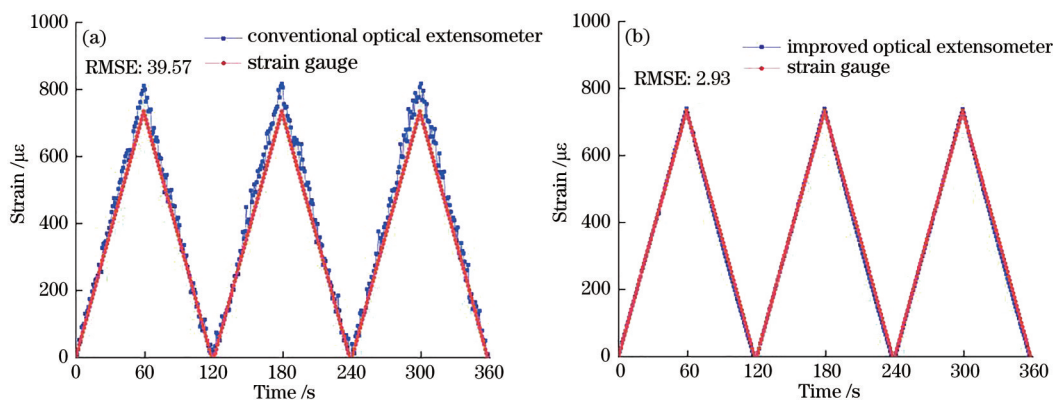 (a)
conventional optical extensometer
strain gauge
RMSE: 39.57
1000
800
600
400
200
0
Strain /με
0 60 120 180 240 300 360
Time /s
(b)
improved optical extensometer
strain gauge
RMSE: 2.93
1000
800
600
400
200
0
Strain /με
0 60 120 180 240 300 360
Time /s